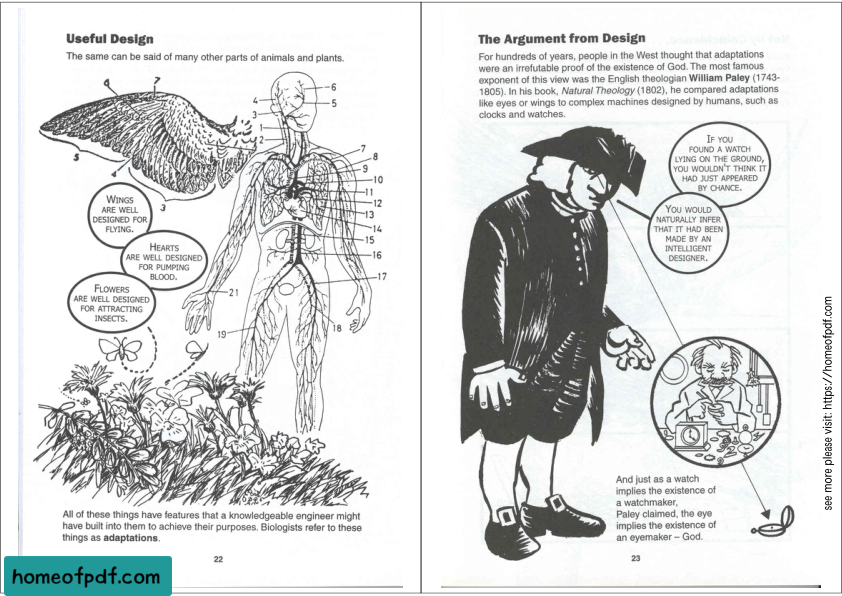 Useful Design
The same can be said of many other parts of animals and plants.
6
7
5
4
3
6
5
4
3
1
2
7
8
9
10
11
12
13
14
15
16
17
18
19
21
WINGS
ARE WELL
DESIGNED FOR
FLYING.
HEARTS
ARE WELL DESIGNED
FOR PUMPING
BLOOD.
FLOWERS
ARE WELL DESIGNED
FOR ATTRACTING
INSECTS.
All of these things have features that a knowledgeable engineer might
have built into them to achieve their purposes. Biologists refer to these
things as adaptations.
22
homeofpdf.com
The Argument from Design
For hundreds of years, people in the West thought that adaptations
were an irrefutable proof of the existence of God. The most famous
exponent of this view was the English theologian William Paley (1743-
1805). In his book, Natural Theology (1802), he compared adaptations
like eyes or wings to complex machines designed by humans, such as
clocks and watches.
IF YOU
FOUND A WATCH
LYING ON THE GROUND,
YOU WOULDN'T THINK IT
HAD JUST APPEARED
BY CHANCE.
YOU WOULD
NATURALLY INFER
THAT IT HAD BEEN
MADE BY AN
INTELLIGENT
DESIGNER.
And just as a watch
implies the existence of
a watchmaker,
Paley claimed, the eye
implies the existence of
an eyemaker – God.
23
see more please visit: https://homeofpdf.com